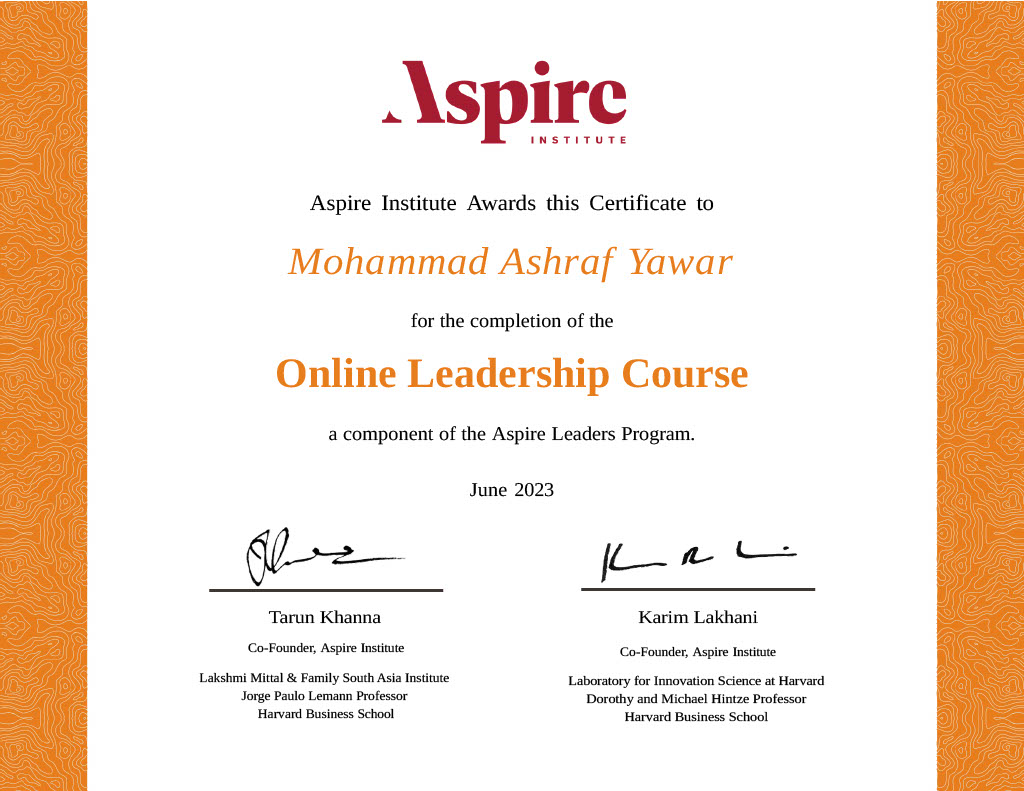 Aspire
INSTITUTE
Aspire Institute Awards this Certificate to
Mohammad Ashraf Yawar
for the completion of the
Online Leadership Course
a component of the Aspire Leaders Program.
June 2023
Tarun Khanna
Co-Founder, Aspire Institute
Lakshmi Mittal & Family South Asia Institute
Jorge Paulo Lemann Professor
Harvard Business School
Karim Lakhani
Co-Founder, Aspire Institute
Laboratory for Innovation Science at Harvard
Dorothy and Michael Hintze Professor
Harvard Business School